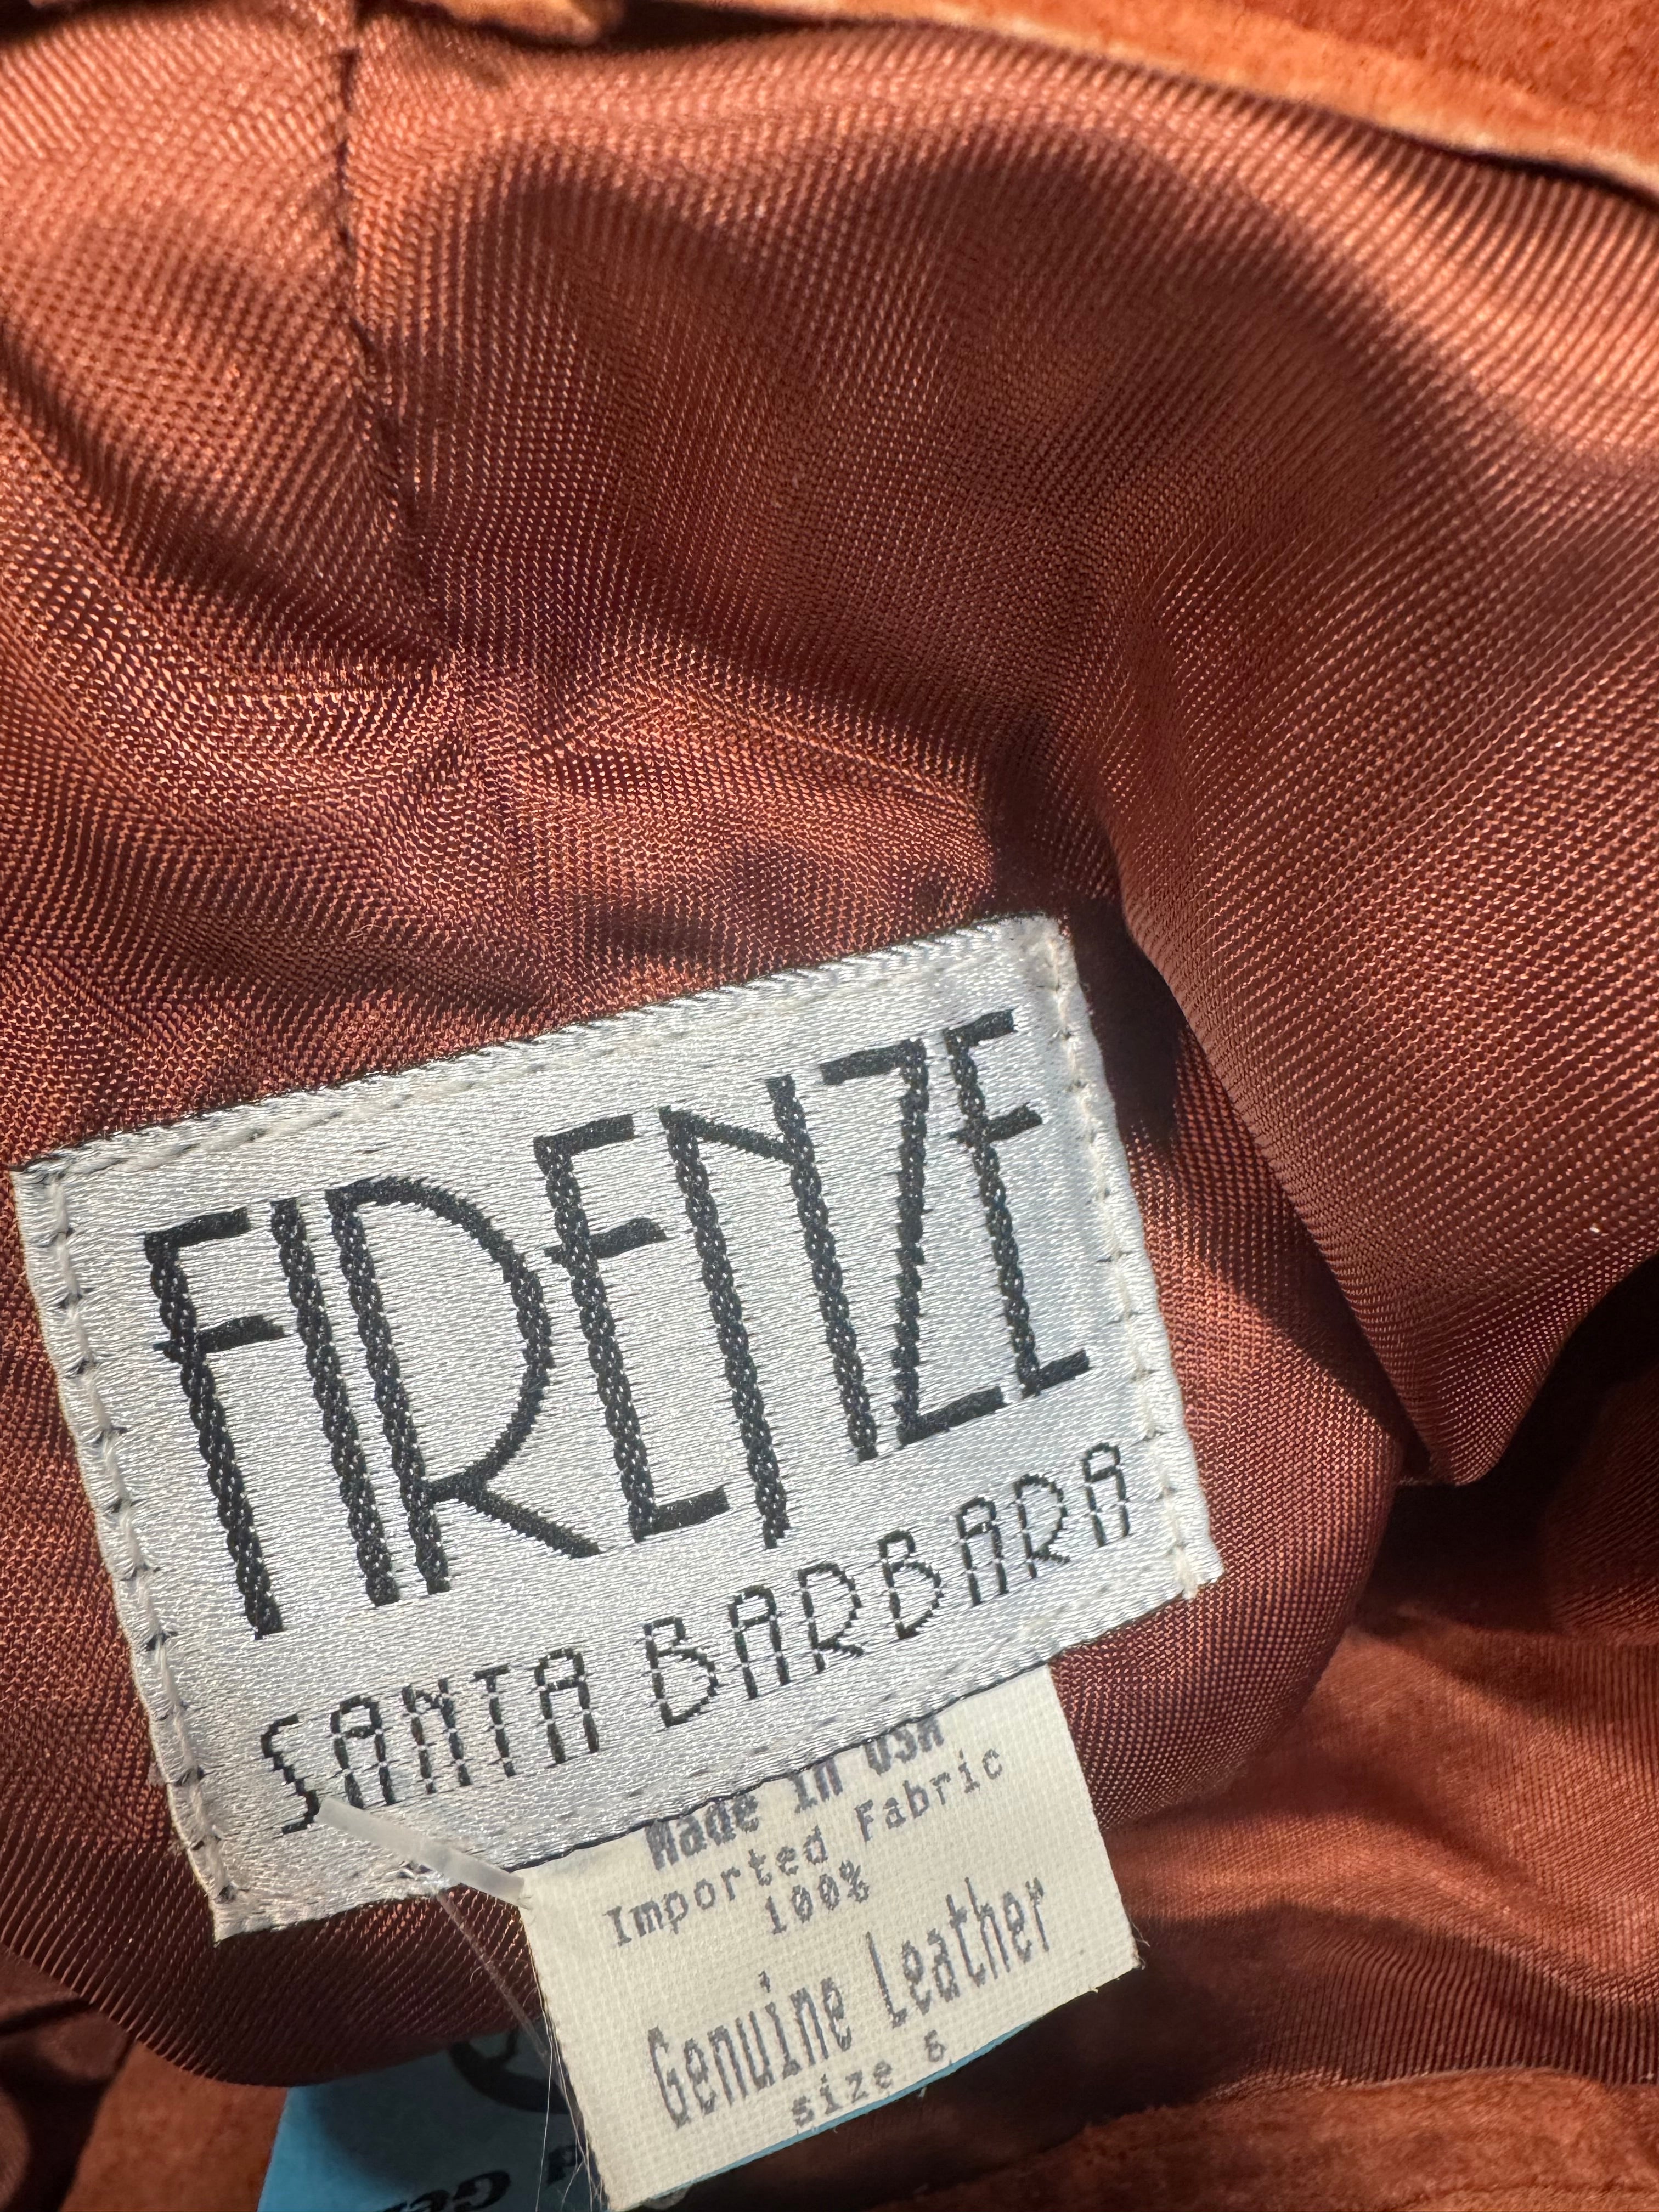 FIRENZE
SANTA BARBARA
Made in USA
Imported Fabric
100%
Genuine Leather
size 6